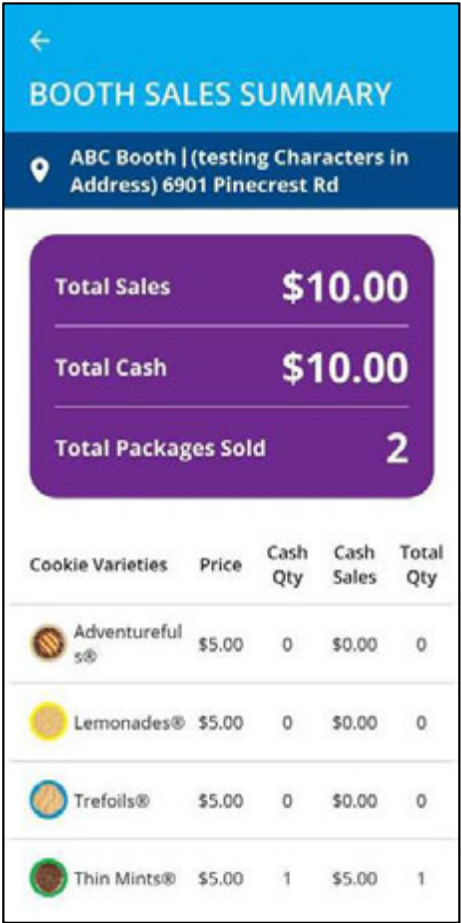 BOOTH SALES SUMMARY
ABC Booth | (testing Characters in
Address) 6901 Pinecrest Rd
Total Sales $10.00
Total Cash $10.00
Total Packages Sold 2
Cookie Varieties Price Cash Qty Cash Sales Total Qty
Adventureful
s® $5.00 0 $0.00 0
Lemonades® $5.00 0 $0.00 0
Trefoils® $5.00 0 $0.00 0
Thin Mints® $5.00 1 $5.00 1